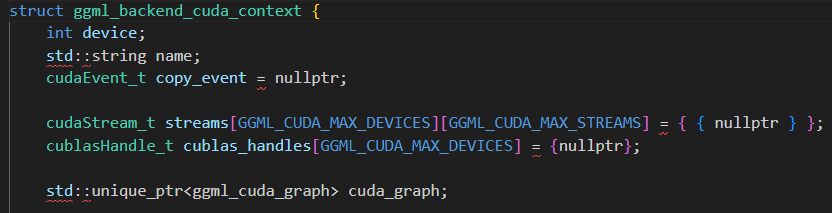 struct ggml_backend_cuda_context {
int device;
std::string name;
cudaEvent_t copy_event = nullptr;
cudaStream_t streams[GGML_CUDA_MAX_DEVICES][GGML_CUDA_MAX_STREAMS] = { { nullptr } };
cublasHandle_t cublas_handles[GGML_CUDA_MAX_DEVICES] = {nullptr};
std::unique_ptr<ggml_cuda_graph> cuda_graph;